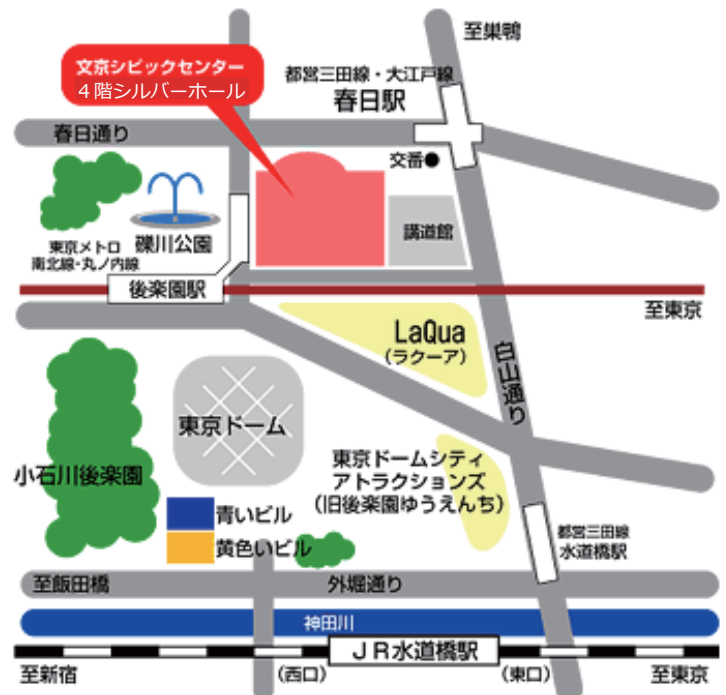 至巣鴨
文京シビックセンター
4階シルバーホール
都営三田線・大江戸線
春日駅
春日通り
交番●
講道館
東京メトロ
南北線・丸ノ内線
礫川公園
後楽園駅
至東京
LaQua
(ラクーア)
白山通り
東京ドーム
小石川後楽園
東京ドームシティ
アトラクションズ
(旧後楽園ゆうえんち)
青いビル
黄色いビル
都営三田線
水道橋駅
至飯田橋
外堀通り
神田川
JR水道橋駅
至新宿
(西口)
(東口)
至東京